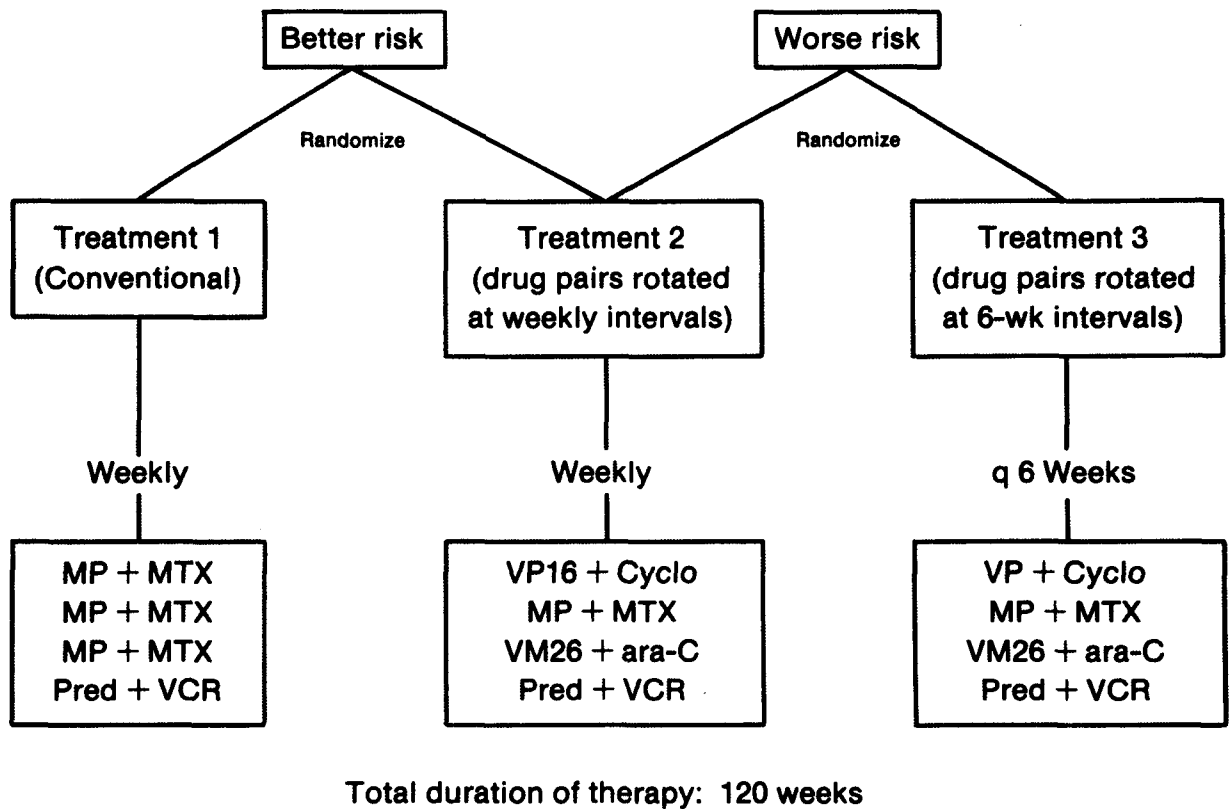 Better risk
Worse risk
Randomize
Randomize
Treatment 1
(Conventional)
Treatment 2
(drug pairs rotated
at weekly intervals)
Treatment 3
(drug pairs rotated
at 6-wk intervals)
Weekly
Weekly
q 6 Weeks
MP + MTX
MP + MTX
MP + MTX
Pred + VCR
VP16 + Cyclo
MP + MTX
VM26 + ara-C
Pred + VCR
VP + Cyclo
MP + MTX
VM26 + ara-C
Pred + VCR
Total duration of therapy: 120 weeks